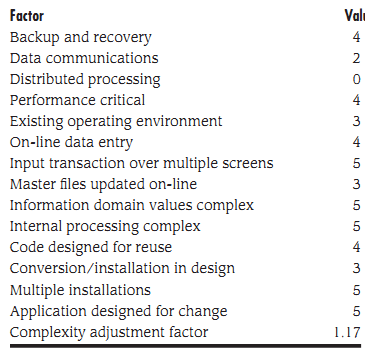 Factor Valu
Backup and recovery 4
Data communications 2
Distributed processing 0
Performance critical 4
Existing operating environment 3
On-line data entry 4
Input transaction over multiple screens 5
Master files updated on-line 3
Information domain values complex 5
Internal processing complex 5
Code designed for reuse 4
Conversion/installation in design 3
Multiple installations 5
Application designed for change 5
Complexity adjustment factor 1.17